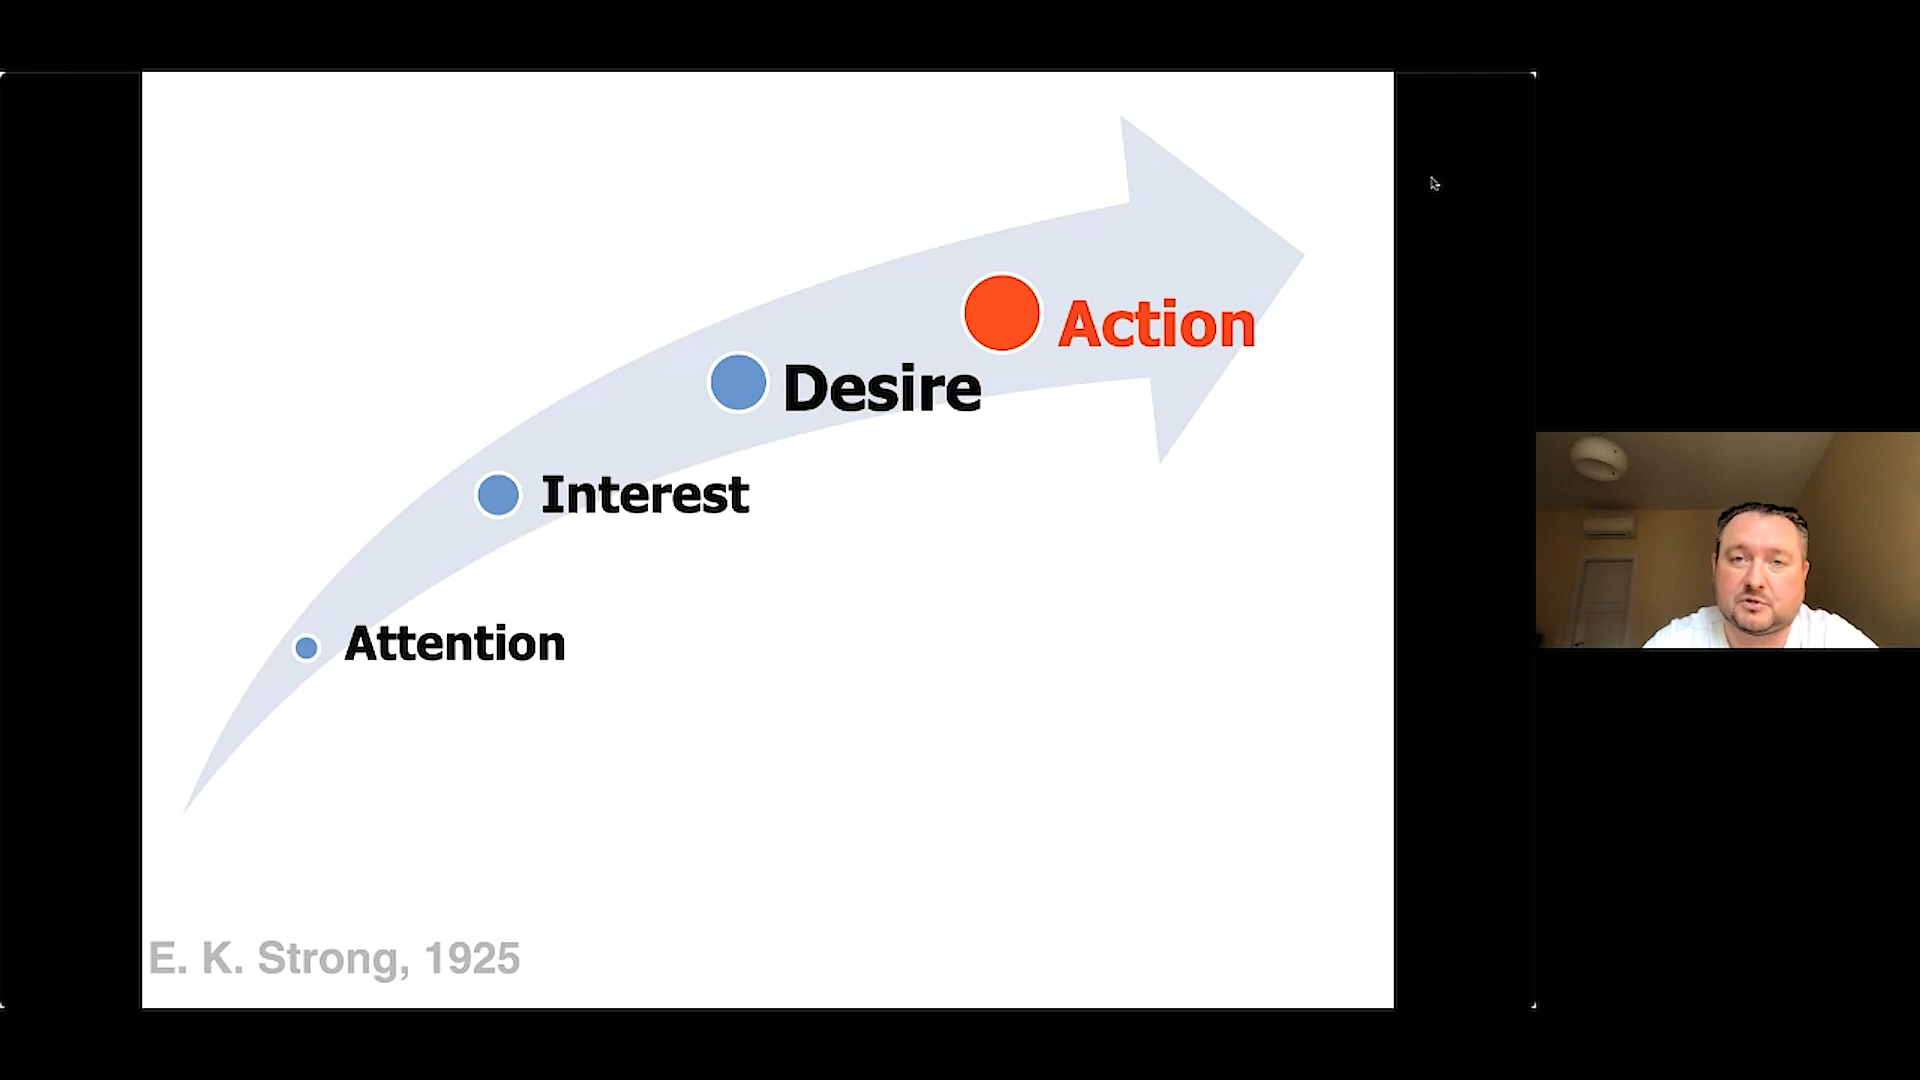 Action
Desire
Interest
Attention
E. K. Strong, 1925